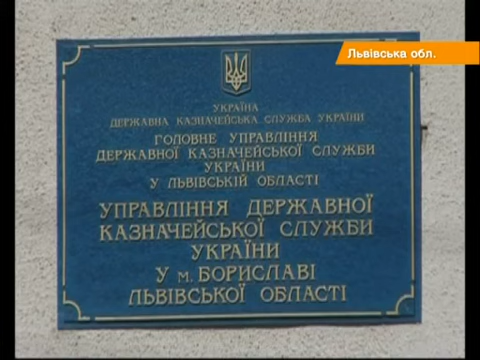 Львівська обл.
УКРАЇНА
ДЕРЖАВНА КАЗНАЧЕЙСЬКА СЛУЖБА УКРАЇНИ
ГОЛОВНЕ УПРАВЛІННЯ
ДЕРЖАВНОЇ КАЗНАЧЕЙСЬКОЇ СЛУЖБИ
УКРАЇНИ
У ЛЬВІВСЬКІЙ ОБЛАСТІ
УПРАВЛІННЯ ДЕРЖАВНОЇ
КАЗНАЧЕЙСЬКОЇ СЛУЖБИ
УКРАЇНИ
У м. БОРИСЛАВІ
ЛЬВІВСЬКОЇ ОБЛАСТІ